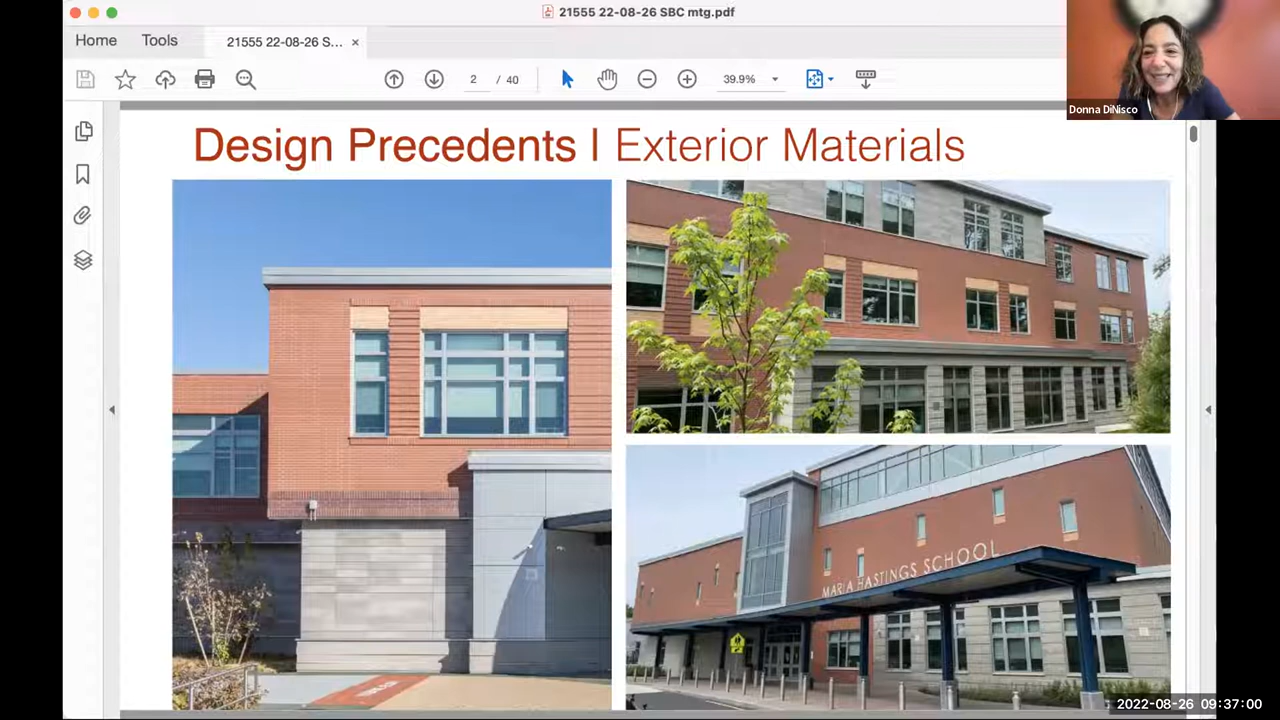 21555 22-08-26 SBC mtg.pdf
Home
Tools
21555 22-08-26 S... ×
2 / 40
39.9%
Donna DiNisco
Design Precedents I Exterior Materials
MARIA HASTINGS SCHOOL
2022-08-26 09:37:00